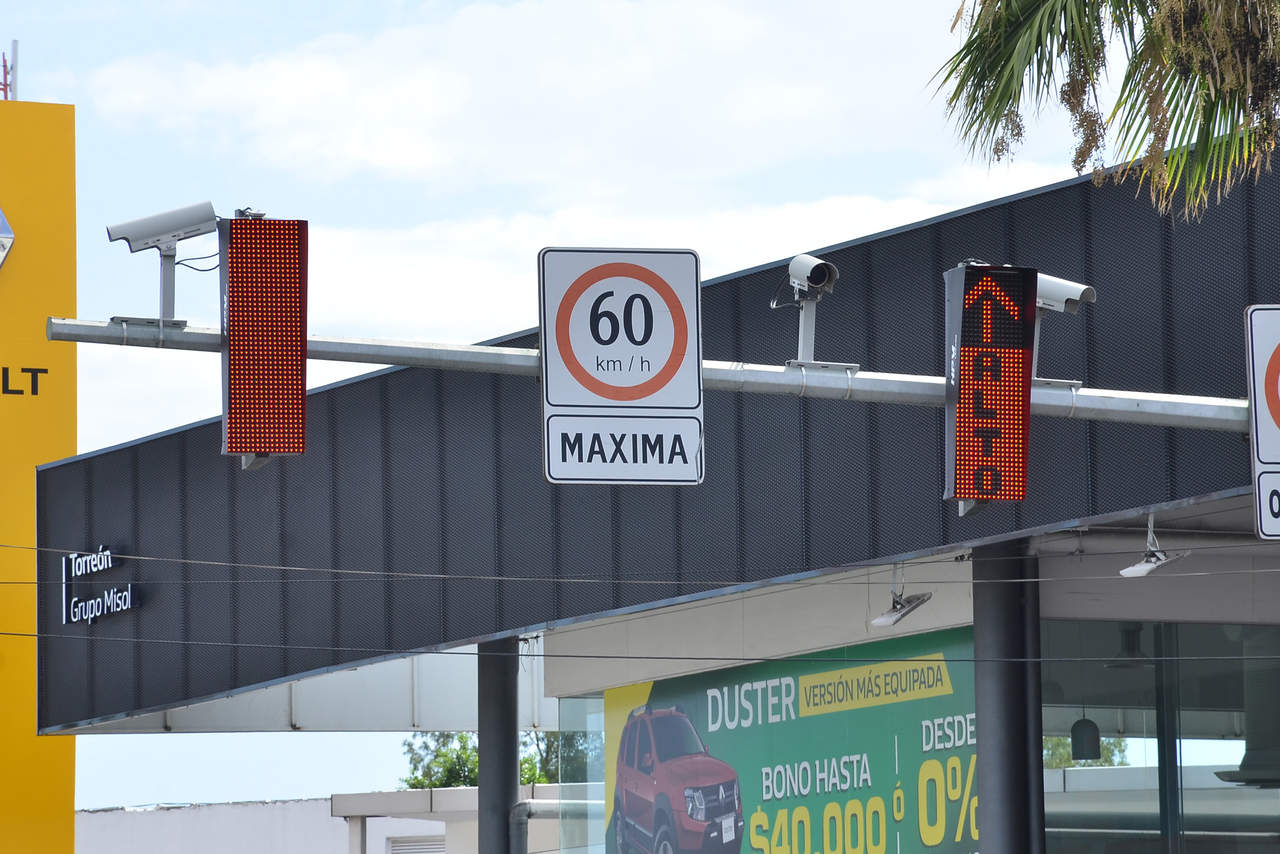 LT
60
km / h
MAXIMA
ALTO
Torreón
Grupo Misol
DUSTER
VERSIÓN MÁS EQUIPADA
BONO HASTA
$40,000
ó
DESDE
0%